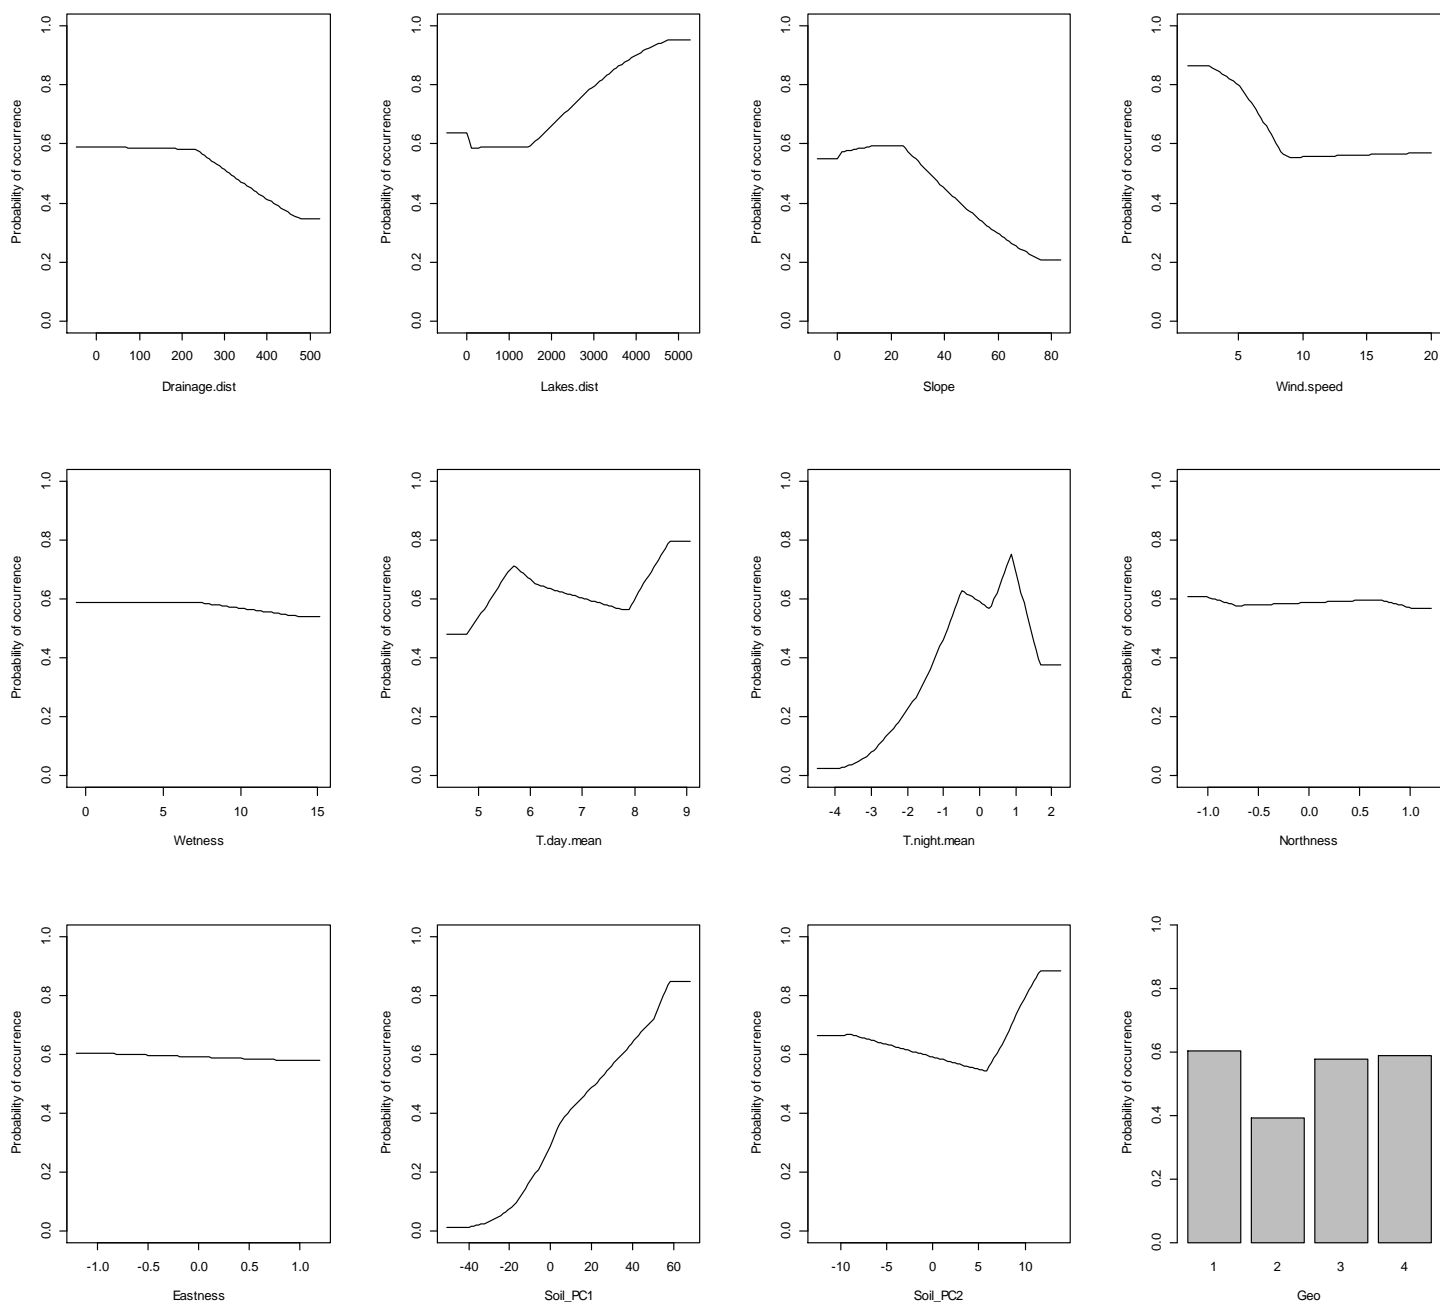 Probability of occurrence
0.0 0.2 0.4 0.6 0.8 1.0
0 100 200 300 400 500
Drainage.dist
Probability of occurrence
0.0 0.2 0.4 0.6 0.8 1.0
0 1000 2000 3000 4000 5000
Lakes.dist
Probability of occurrence
0.0 0.2 0.4 0.6 0.8 1.0
0 20 40 60 80
Slope
Probability of occurrence
0.0 0.2 0.4 0.6 0.8 1.0
5 10 15 20
Wind.speed
Probability of occurrence
0.0 0.2 0.4 0.6 0.8 1.0
0 5 10 15
Wetness
Probability of occurrence
0.0 0.2 0.4 0.6 0.8 1.0
5 6 7 8 9
T.day.mean
Probability of occurrence
0.0 0.2 0.4 0.6 0.8 1.0
-4 -3 -2 -1 0 1 2
T.night.mean
Probability of occurrence
0.0 0.2 0.4 0.6 0.8 1.0
-1.0 -0.5 0.0 0.5 1.0
Northness
Probability of occurrence
0.0 0.2 0.4 0.6 0.8 1.0
-1.0 -0.5 0.0 0.5 1.0
Eastness
Probability of occurrence
0.0 0.2 0.4 0.6 0.8 1.0
-40 -20 0 20 40 60
Soil_PC1
Probability of occurrence
0.0 0.2 0.4 0.6 0.8 1.0
-10 -5 0 5 10
Soil_PC2
Probability of occurrence
0.0 0.2 0.4 0.6 0.8 1.0
1 2 3 4
Geo